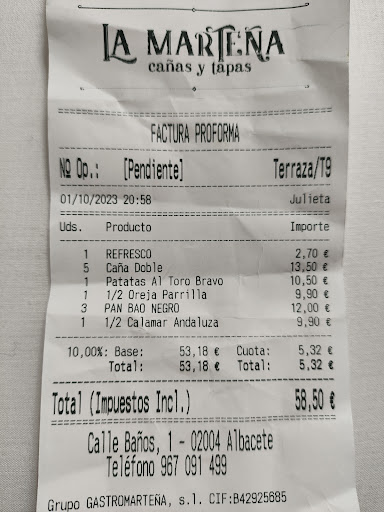 LA MARTEÑA
cañas y tapas
FACTURA PROFORMA
Nº Op.: [Pendiente] Terraza/T9
01/10/2023 20:58 Julieta
Uds. Producto Importe
1 REFRESCO 2,70 €
5 Caña Doble 13,50 €
1 Patatas Al Toro Bravo 10,50 €
1 1/2 Oreja Parrilla 9,90 €
3 PAN BAO NEGRO 12,00 €
1 1/2 Calamar Andaluza 9,90 €
10,00%: Base: 53,18 € Cuota: 5,32 €
Total: 53,18 € Total: 5,32 €
Total (Impuestos Incl.) 58,50 €
Calle Baños, 1 - 02004 Albacete
Teléfono 967 091 499
Grupo GASTROMARTEÑA, s.l. CIF:B42925685